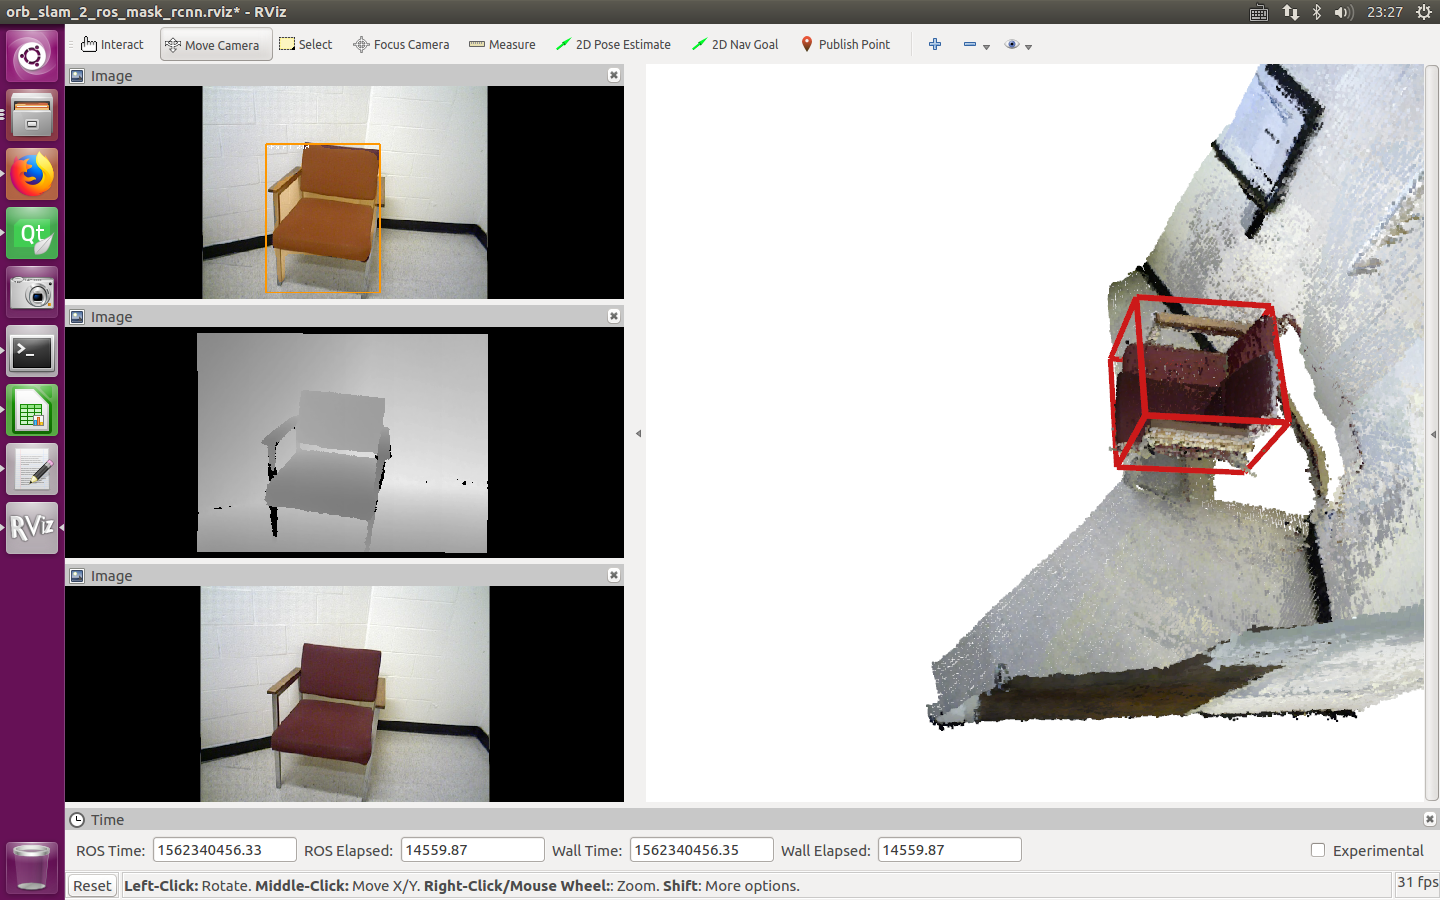 orb_slam_2_ros_mask_rcnn.rviz* - RViz
23:27
Interact
Move Camera
Select
Focus Camera
Measure
2D Pose Estimate
2D Nav Goal
Publish Point
Image
Image
Image
Qt
>_
RViz
Time
ROS Time: 1562340456.33 ROS Elapsed: 14559.87 Wall Time: 1562340456.35 Wall Elapsed: 14559.87 Experimental
Reset Left-Click: Rotate. Middle-Click: Move X/Y. Right-Click/Mouse Wheel:: Zoom. Shift: More options. 31 fps